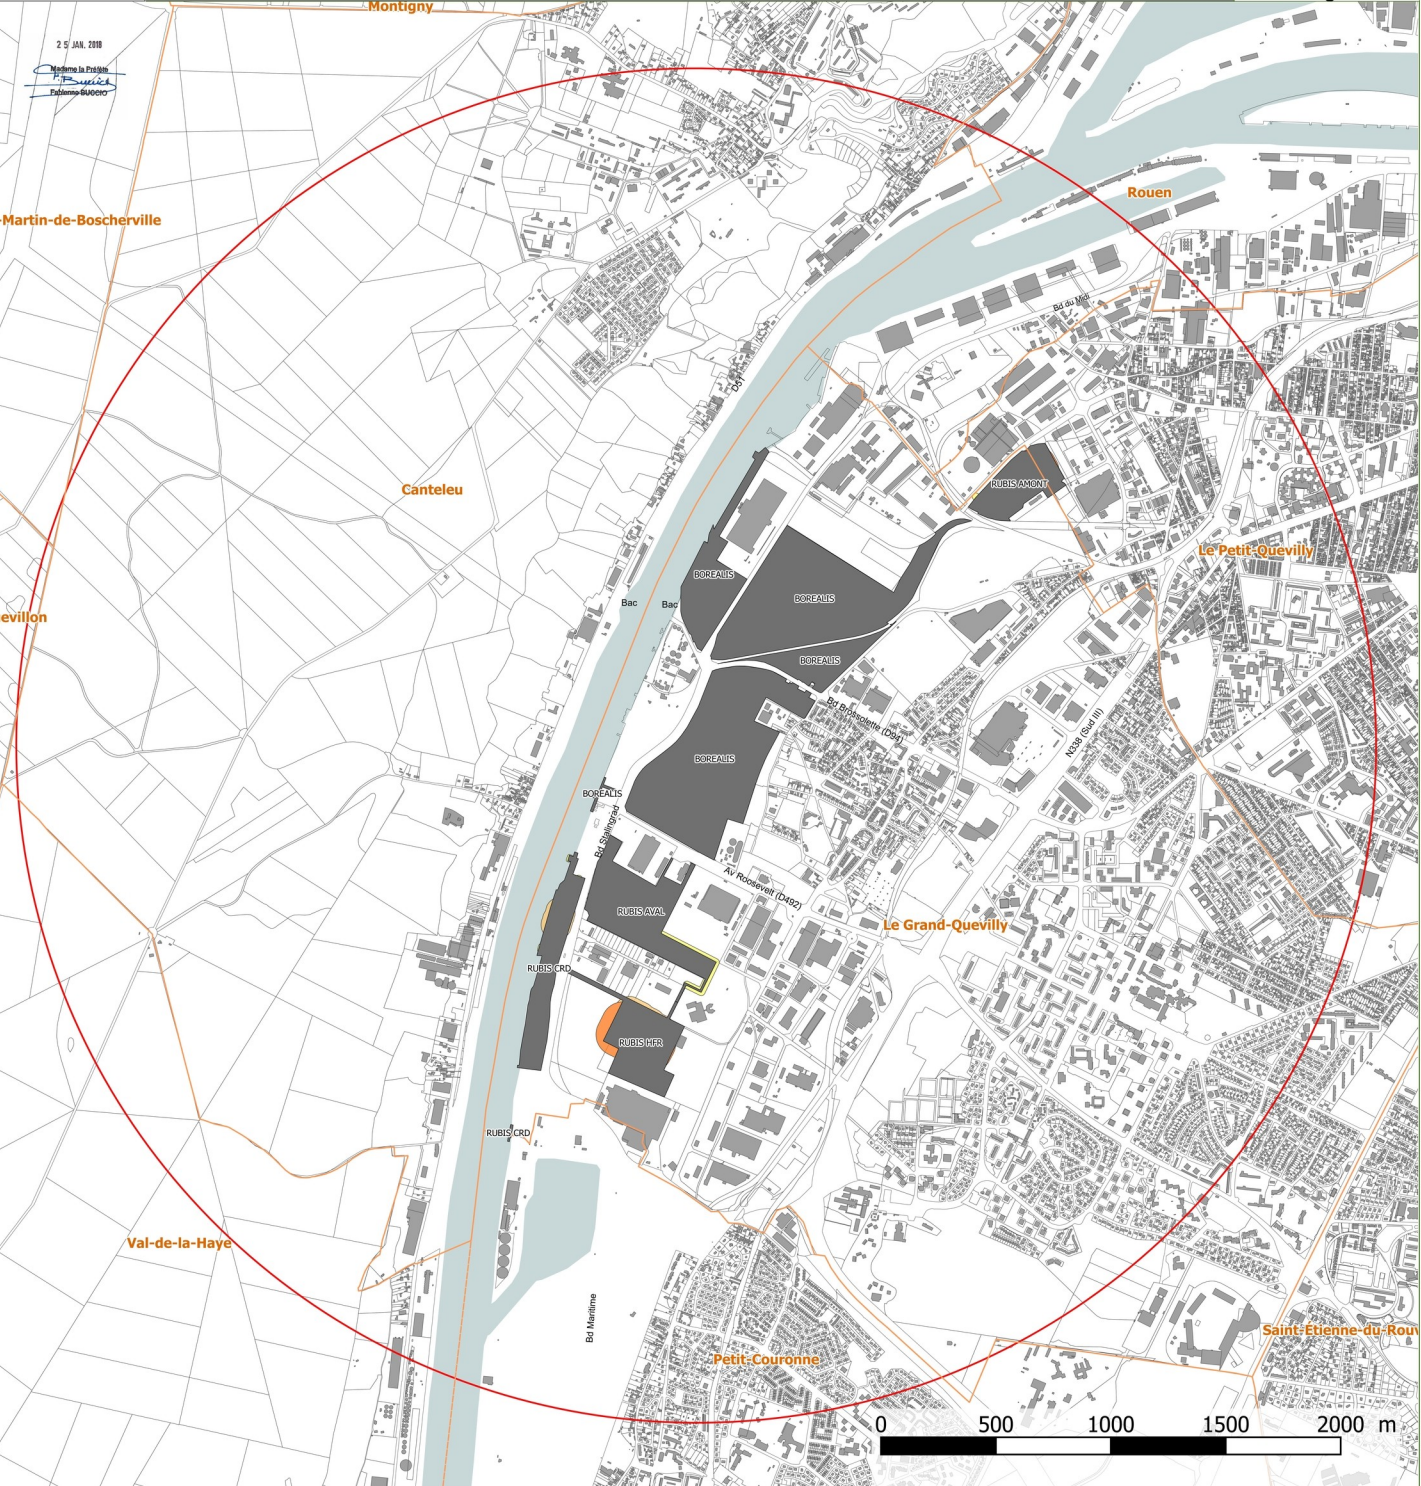 Montigny
25 JAN. 2018
Madame la Préfète
Fabienne BUCCIO
Rouen
-Martin-de-Boscherville
Bd du Midi
D51
Canteleu
RUBIS AMONT
Le Petit-Quevilly
BOREALIS
BOREALIS
Bac
Bac
evillon
BOREALIS
Bd Brossolette (D94)
N338 (Sud III)
BOREALIS
BOREALIS
Bd Stalingrad
Av Roosevelt (D492)
RUBIS AVAL
Le Grand-Quevilly
RUBIS CRD
RUBIS HFR
RUBIS CRD
Val-de-la-Haye
Bd Maritime
Saint-Étienne-du-Rouv
Petit-Couronne
0 500 1000 1500 2000 m